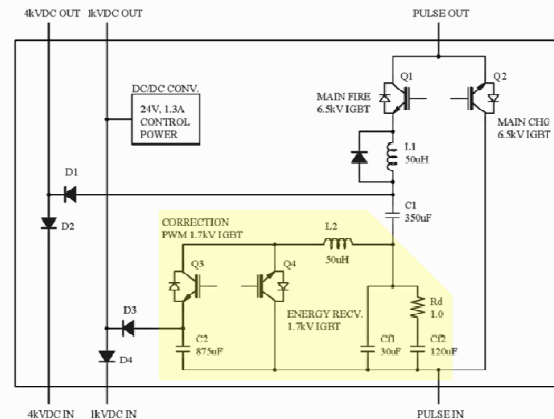 4kVDC OUT 1kVDC OUT PULSE OUT
DC/DC CONV.
24V, 1.3A
CONTROL
POWER
Q1
Q2
MAIN FIRE
6.5kV IGBT
MAIN CHG
6.5kV IGBT
L1
50uH
D1
C1
350uF
D2
CORRECTION
PWM 1.7kV IGBT
L2
50uH
Q3
Q4
D3
ENERGY RECV.
1.7kV IGBT
Rd
1.0
C2
875uF
Cf1
30uF
Cf2
120uF
D4
4kVDC IN 1kVDC IN PULSE IN